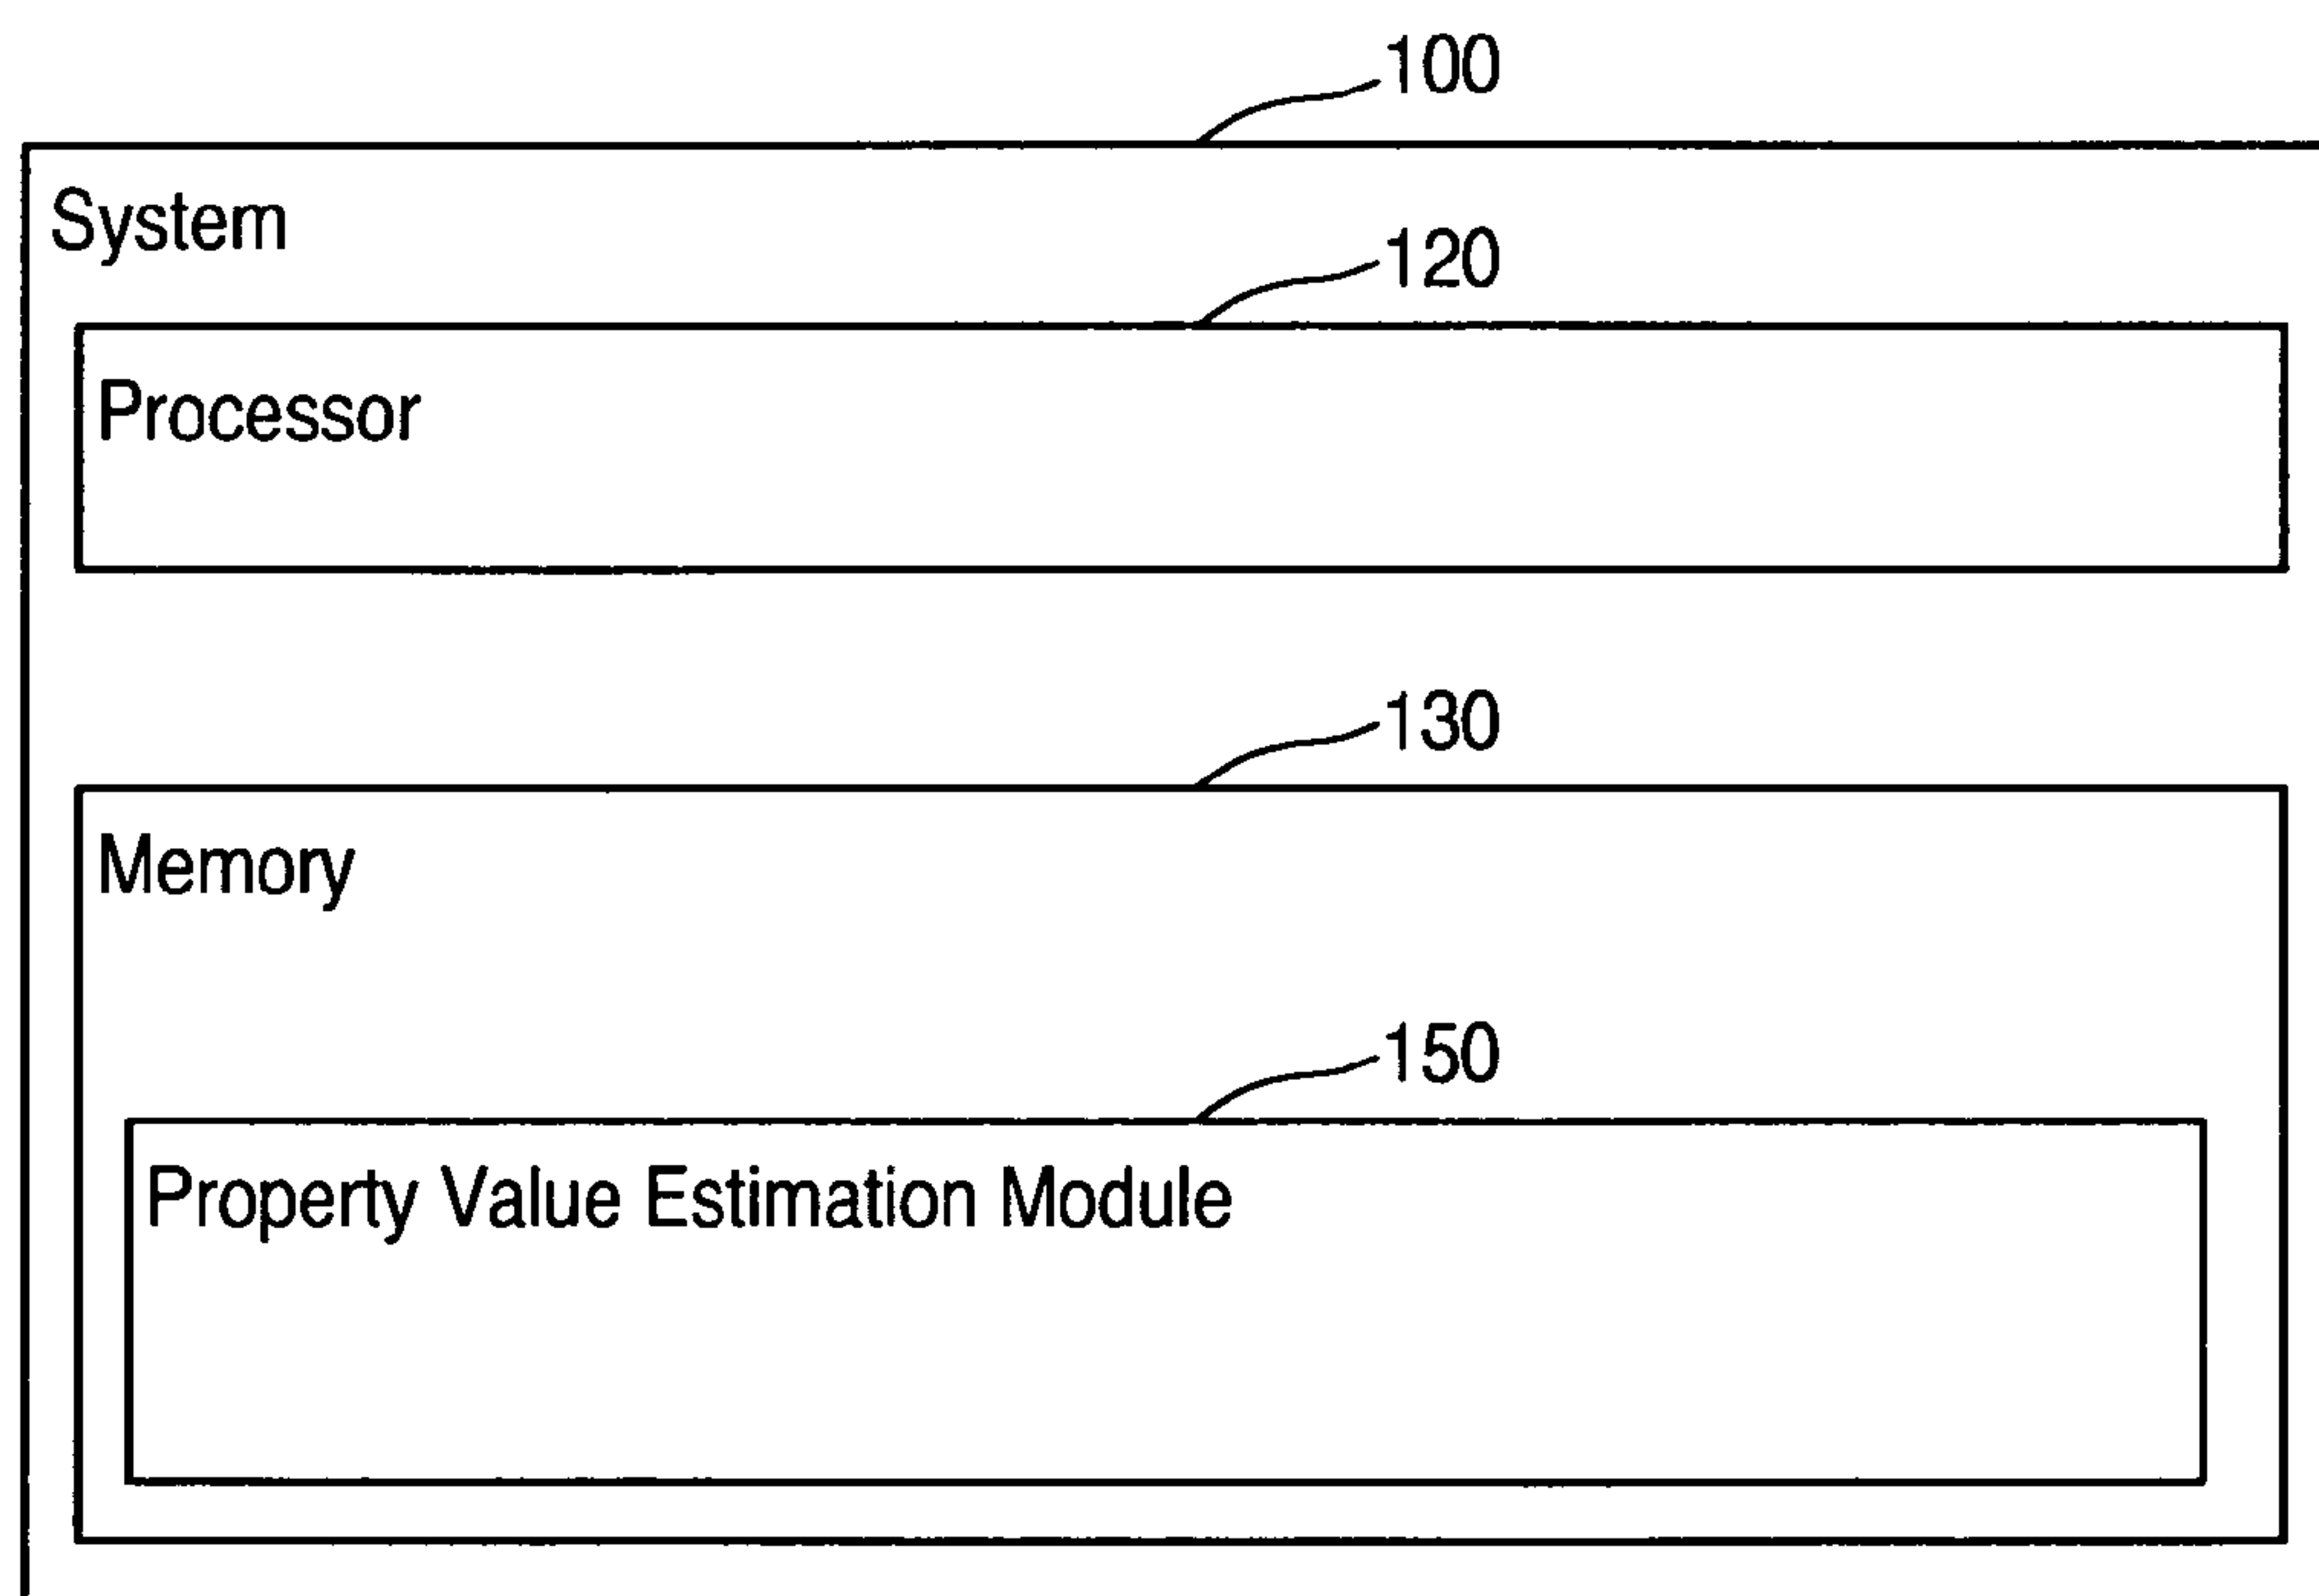 100
System
120
Processor
130
Memory
150
Property Value Estimation Module